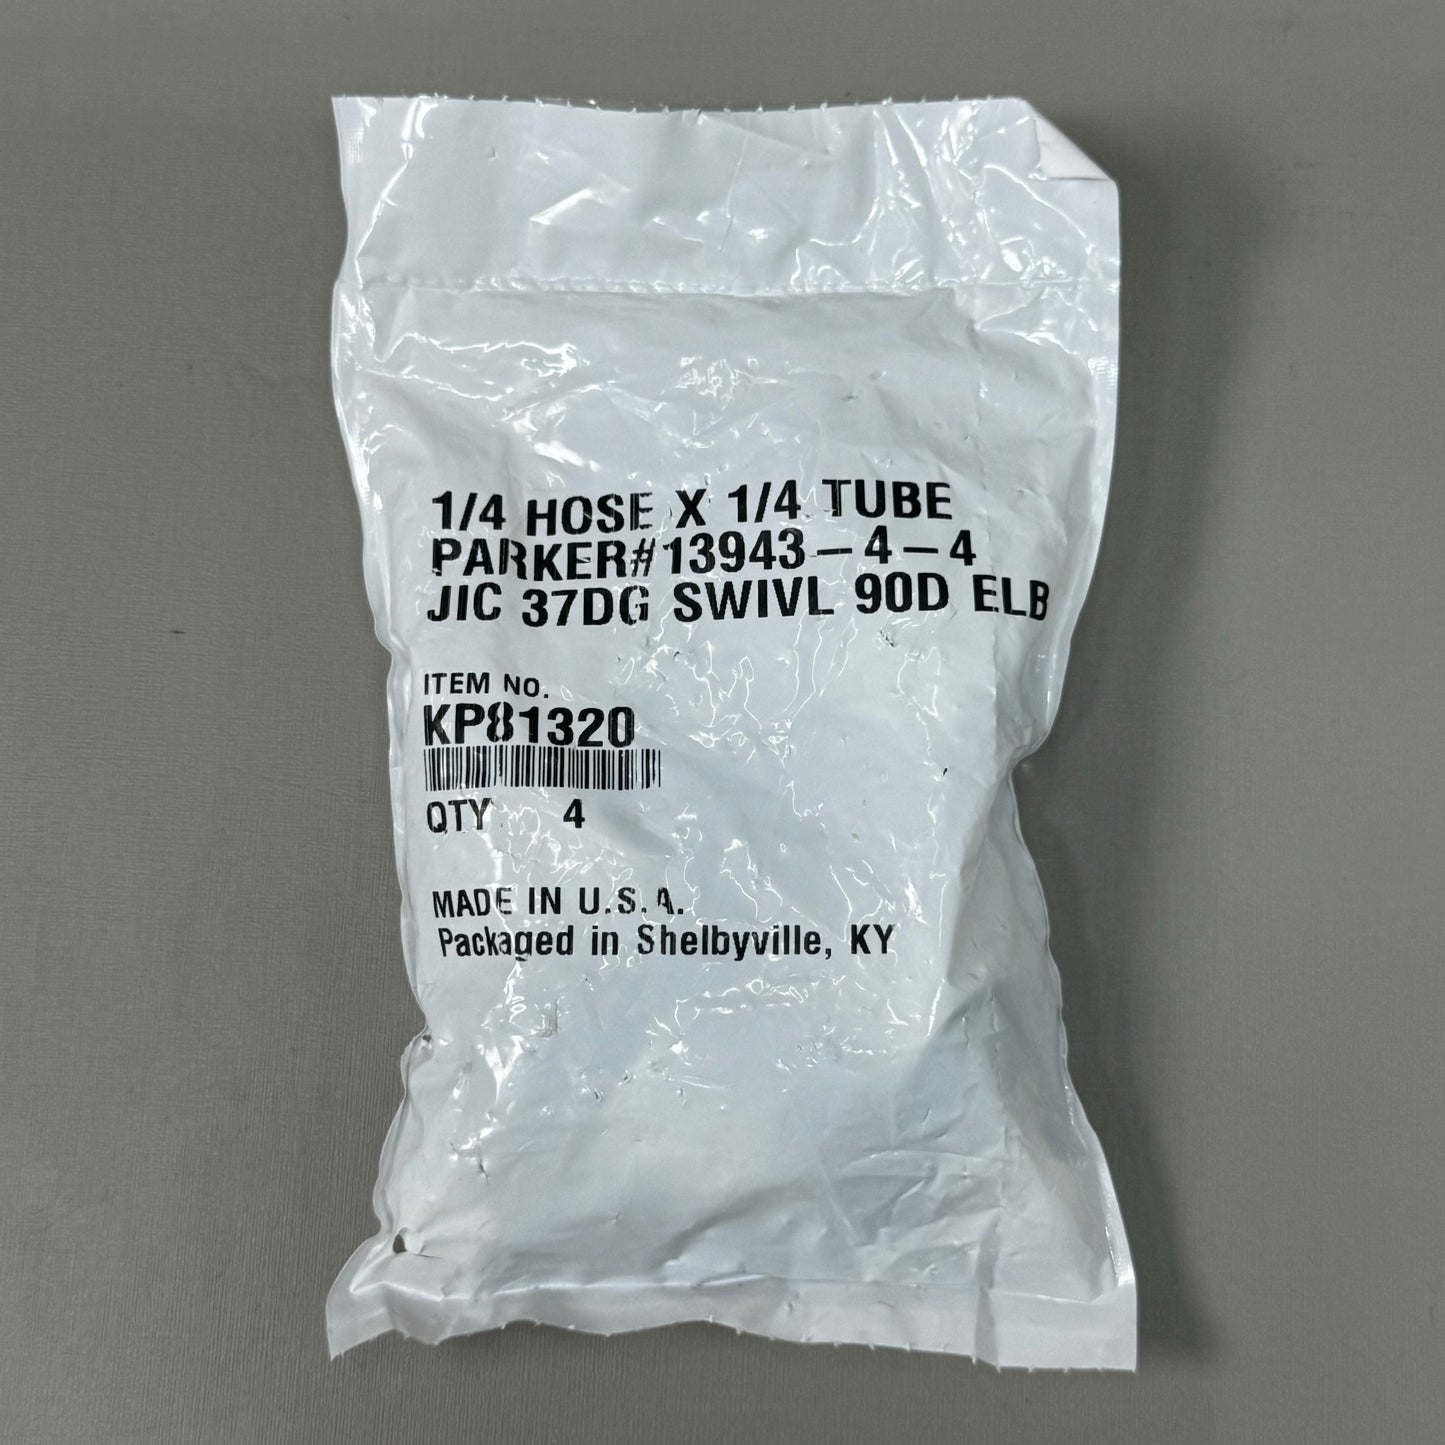 1/4 HOSE X 1/4 TUBE
PARKER#13943-4-4
JIC 37DG SWIVL 90D ELB
ITEM NO.
KP81320
QTY 4
MADE IN U.S.A.
Packaged in Shelbyville, KY